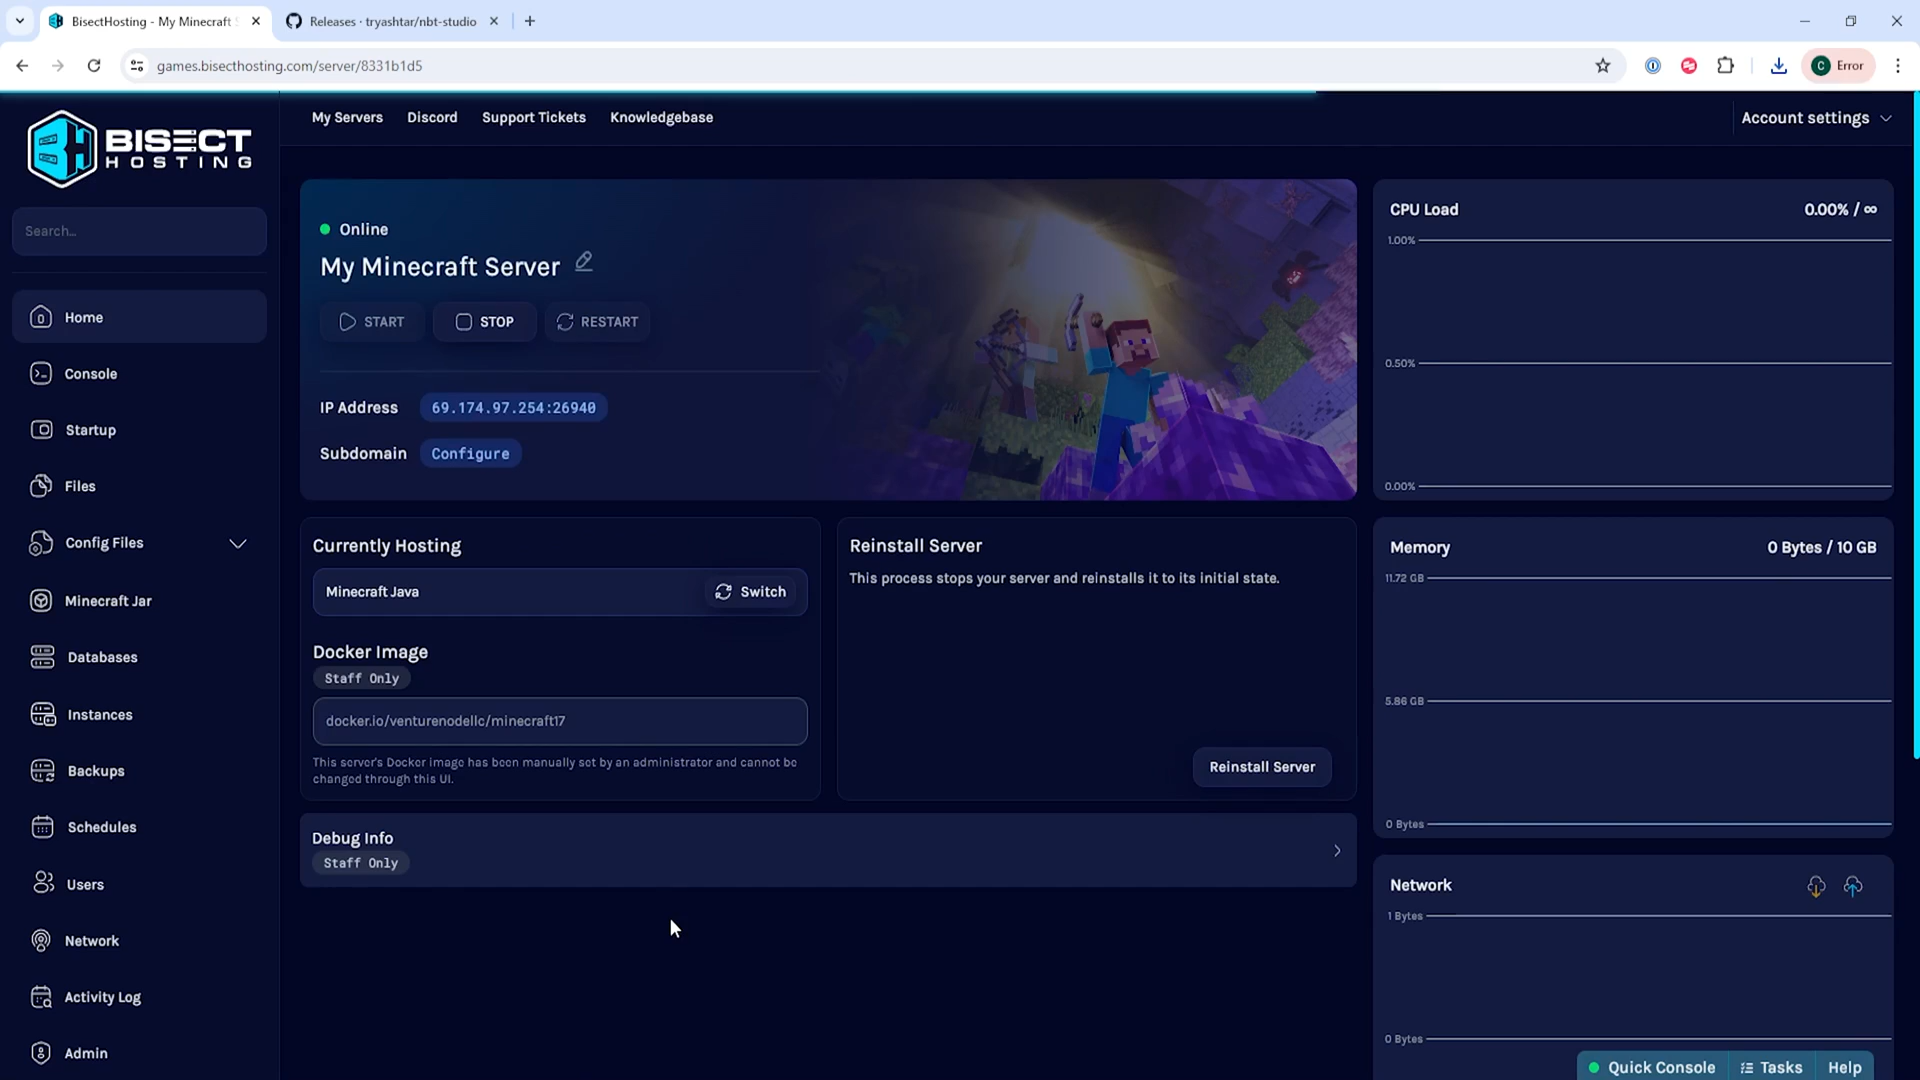 BisectHosting - My Minecraft S
Releases · tryashtar/nbt-studio
games.bisecthosting.com/server/8331b1d5
C Error
BISECT
HOSTING
Search...
Home
Console
Startup
Files
Config Files
Minecraft Jar
Databases
Instances
Backups
Schedules
Users
Network
Activity Log
Admin
My Servers Discord Support Tickets Knowledgebase
Account settings
Online
My Minecraft Server
START STOP RESTART
IP Address 69.174.97.254:26940
Subdomain Configure
Currently Hosting
Minecraft Java Switch
Docker Image
Staff Only
docker.io/venturenodellc/minecraft17
This server's Docker image has been manually set by an administrator and cannot be
changed through this UI.
Reinstall Server
This process stops your server and reinstalls it to its initial state.
Reinstall Server
Debug Info
Staff Only
CPU Load 0.00% / ∞
1.00%
0.50%
0.00%
Memory 0 Bytes / 10 GB
11.72 GB
5.86 GB
0 Bytes
Network
1 Bytes
0 Bytes
Quick Console Tasks Help